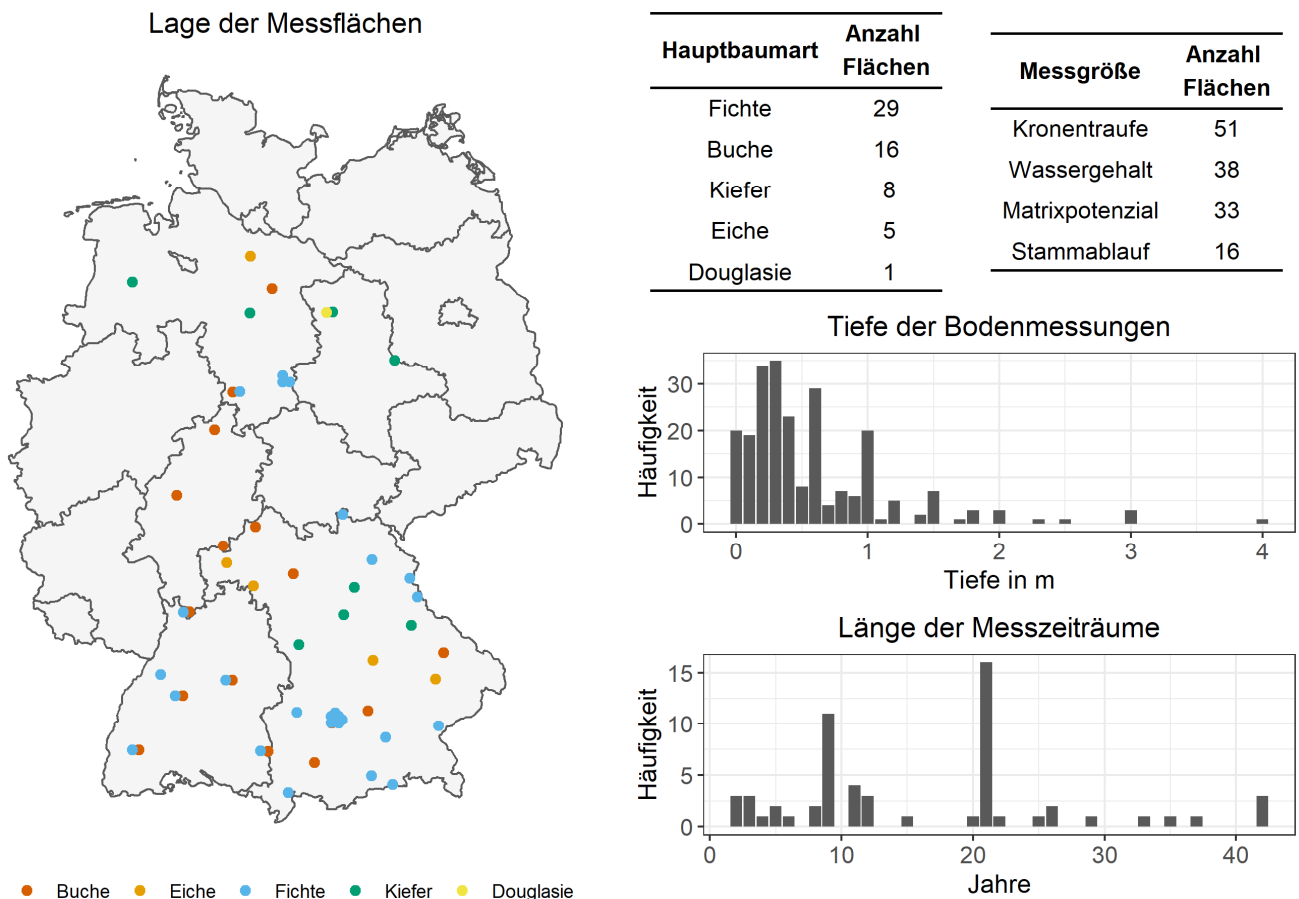 Lage der Messflächen
Buche Eiche Fichte Kiefer Douglasie
Hauptbaumart Anzahl Flächen
Fichte 29
Buche 16
Kiefer 8
Eiche 5
Douglasie 1
Messgröße Anzahl Flächen
Kronentraufe 51
Wassergehalt 38
Matrixpotenzial 33
Stammablauf 16
Tiefe der Bodenmessungen
Häufigkeit
30
20
10
0
0 1 2 3 4
Tiefe in m
Länge der Messzeiträume
Häufigkeit
15
10
5
0
0 10 20 30 40
Jahre